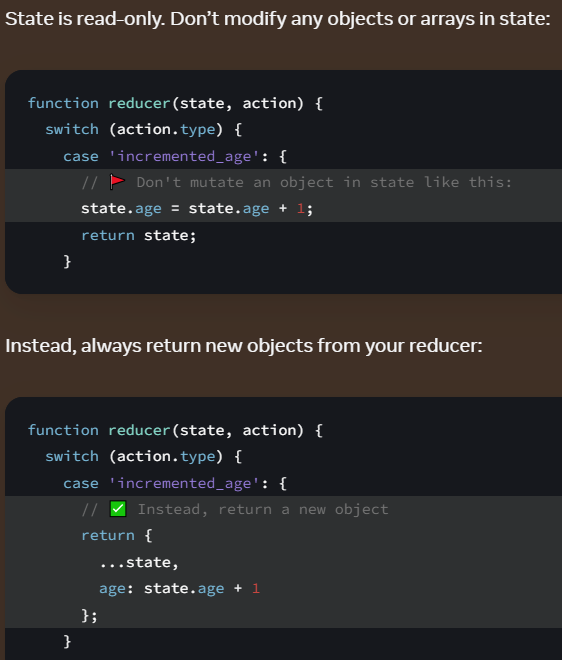 State is read-only. Don’t modify any objects or arrays in state:
function reducer(state, action) {
  switch (action.type) {
    case 'incremented_age': {
      // 🚩 Don't mutate an object in state like this:
      state.age = state.age + 1;
      return state;
    }
Instead, always return new objects from your reducer:
function reducer(state, action) {
  switch (action.type) {
    case 'incremented_age': {
      // ✅ Instead, return a new object
      return {
        ...state,
        age: state.age + 1
      };
    }